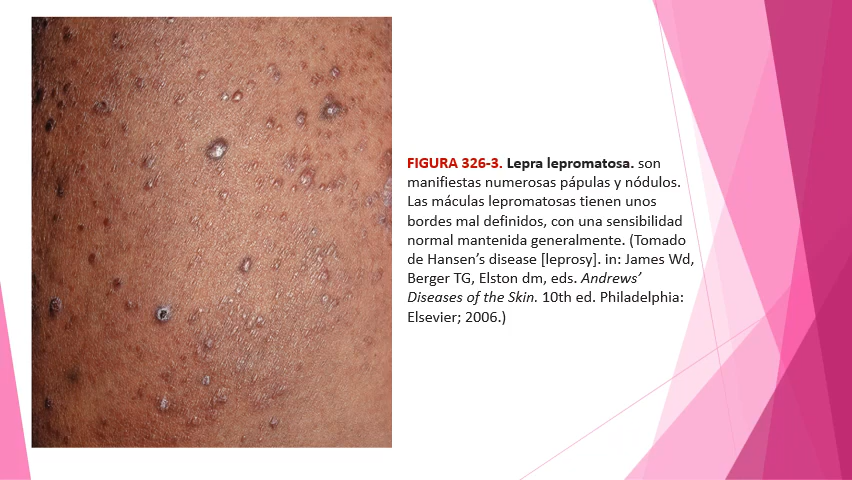 FIGURA 326-3. Lepra lepromatosa. son
manifiestas numerosas pápulas y nódulos.
Las máculas lepromatosas tienen unos
bordes mal definidos, con una sensibilidad
normal mantenida generalmente. (Tomado
de Hansen’s disease [leprosy]. in: James Wd,
Berger TG, Elston dm, eds. Andrews’
Diseases of the Skin. 10th ed. Philadelphia:
Elsevier; 2006.)